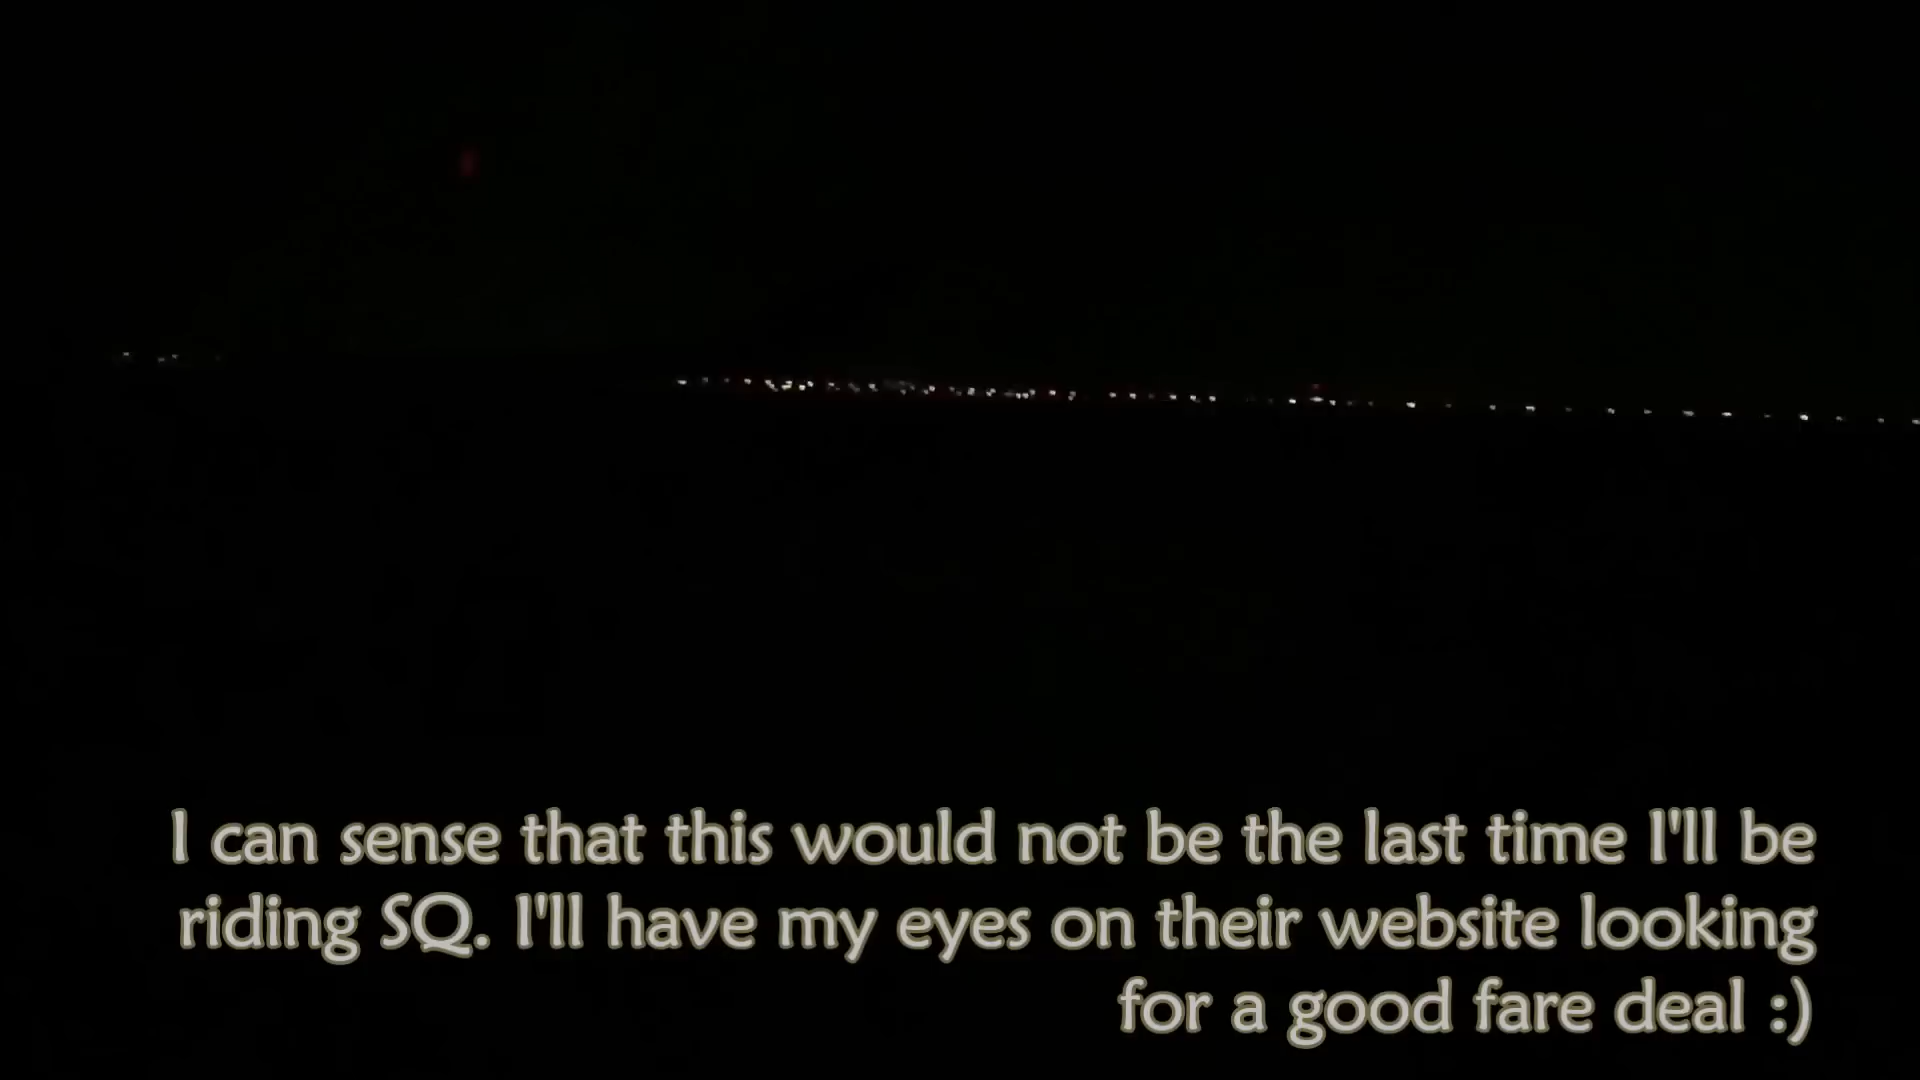 I can sense that this would not be the last time I'll be
riding SQ. I'll have my eyes on their website looking
for a good fare deal :)